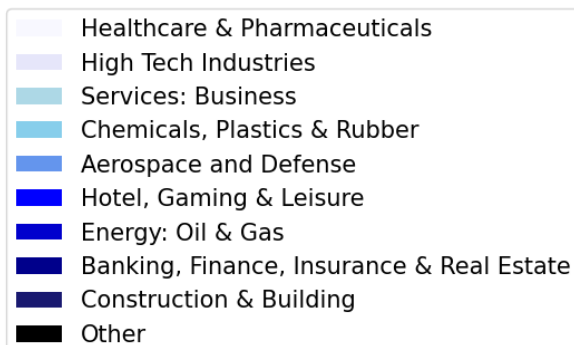 Healthcare & Pharmaceuticals
High Tech Industries
Services: Business
Chemicals, Plastics & Rubber
Aerospace and Defense
Hotel, Gaming & Leisure
Energy: Oil & Gas
Banking, Finance, Insurance & Real Estate
Construction & Building
Other